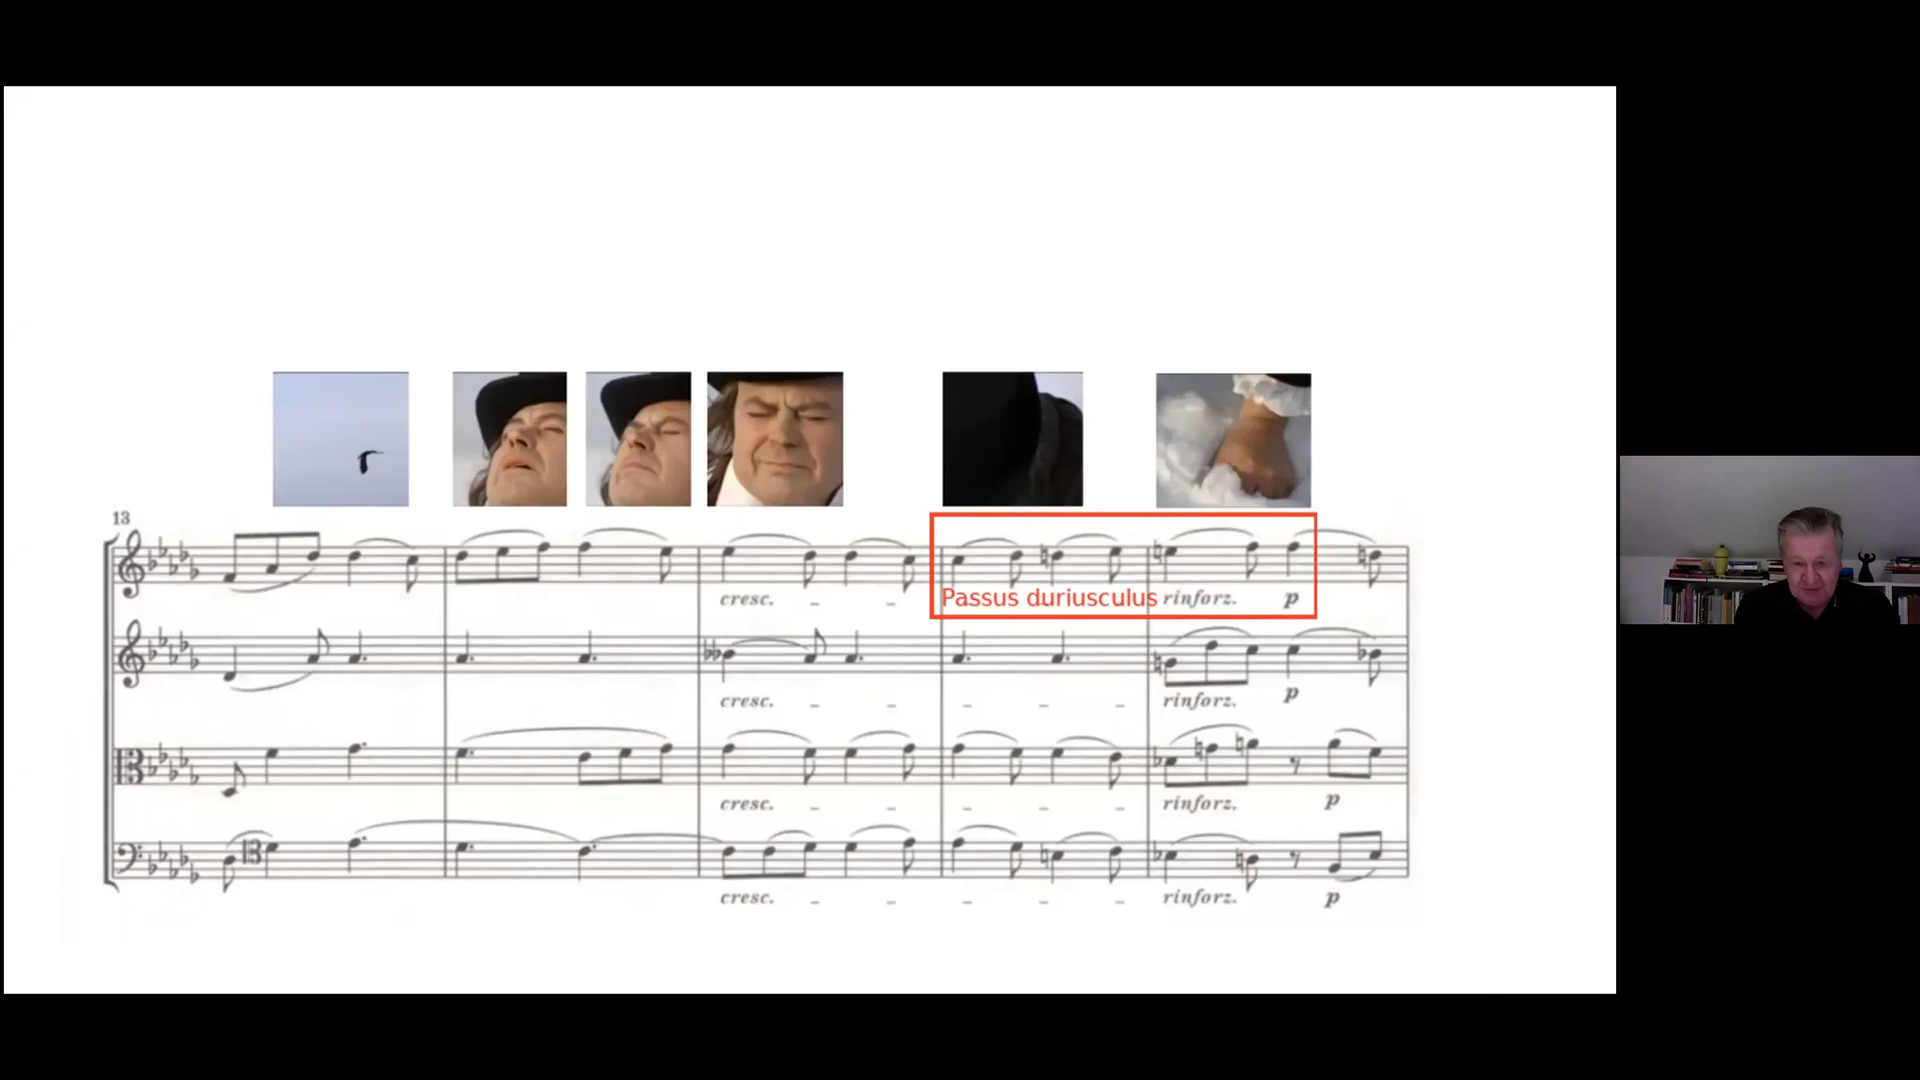 13
cresc.
Passus duriusculus
rinforz. p
cresc.
rinforz.
p
cresc.
rinforz.
p
cresc.
rinforz.
p